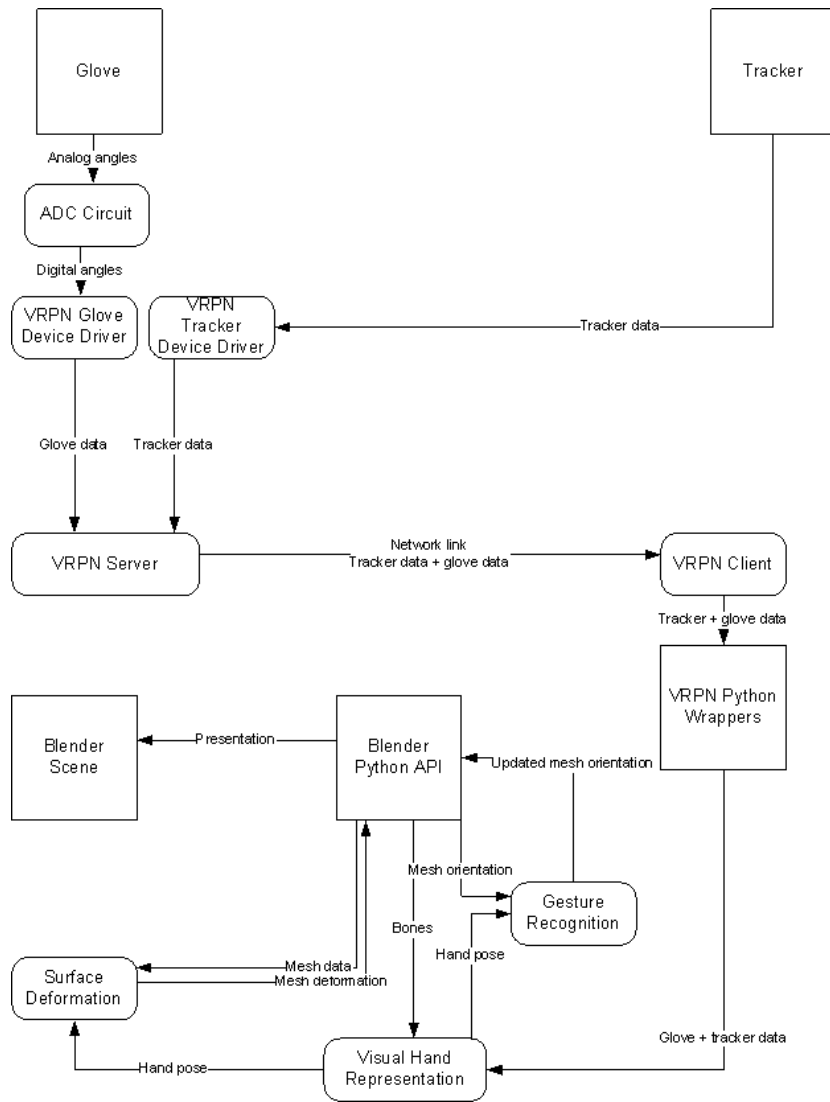 Glove
Tracker
Analog angles
ADC Circuit
Digital angles
VRPN Glove
Device Driver
VRPN
Tracker
Device Driver
Tracker data
Glove data
Tracker data
VRPN Server
Network link
Tracker data + glove data
VRPN Client
Tracker + glove data
VRPN Python
Wrappers
Blender
Scene
Presentation
Blender
Python API
Updated mesh orientation
Mesh orientation
Gesture
Recognition
Bones
Hand pose
Mesh data
Mesh deformation
Surface
Deformation
Glove + tracker data
Hand pose
Visual Hand
Representation